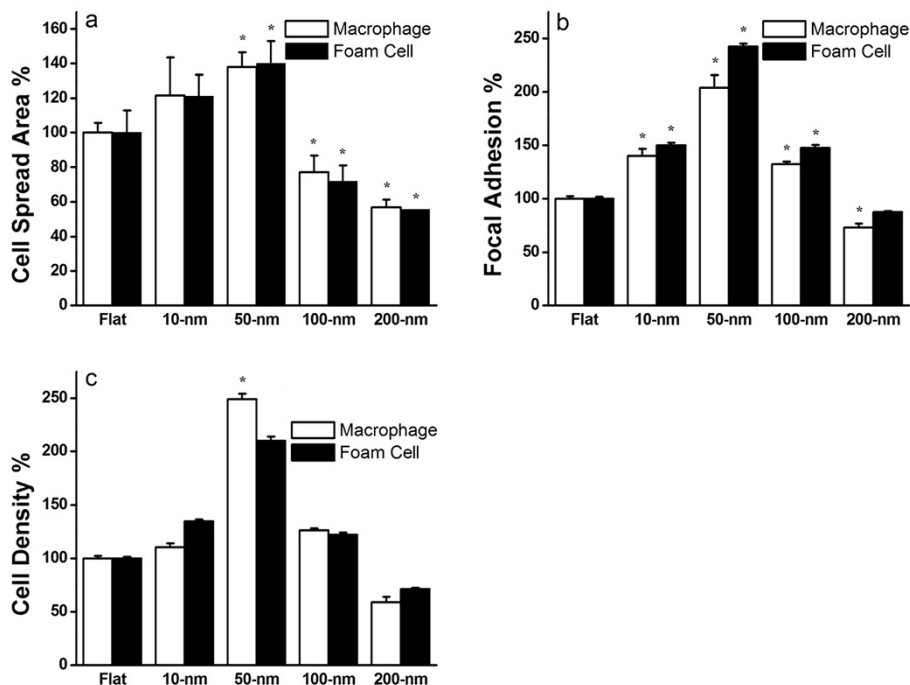 a
Macrophage
Foam Cell
Cell Spread Area %
160
140
120
100
80
60
40
20
0
* * * * * *
Flat 10-nm 50-nm 100-nm 200-nm
b
Macrophage
Foam Cell
Focal Adhesion %
250
200
150
100
50
0
* * * * * * *
Flat 10-nm 50-nm 100-nm 200-nm
c
Macrophage
Foam Cell
Cell Density %
250
200
150
100
50
0
*
Flat 10-nm 50-nm 100-nm 200-nm